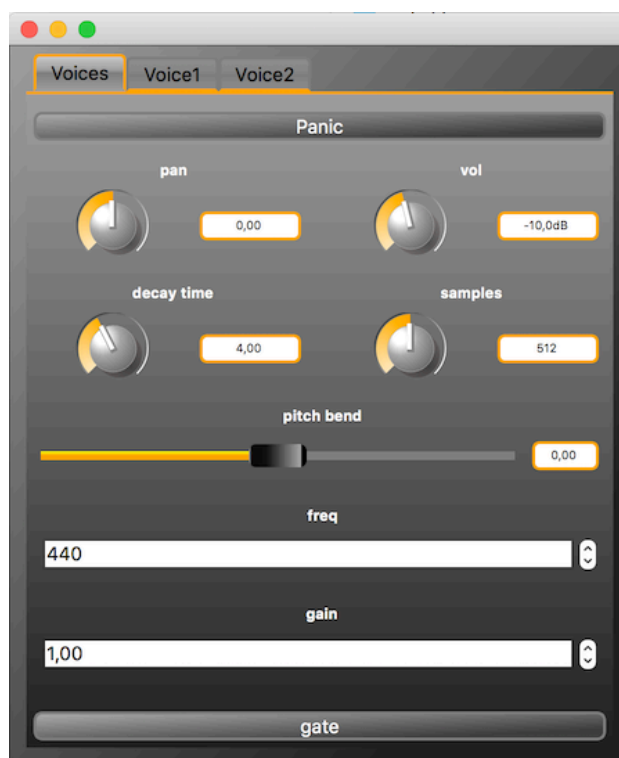 Voices Voice1 Voice2
Panic
pan vol
0,00 -10,0dB
decay time samples
4,00 512
pitch bend
0,00
freq
440
gain
1,00
gate